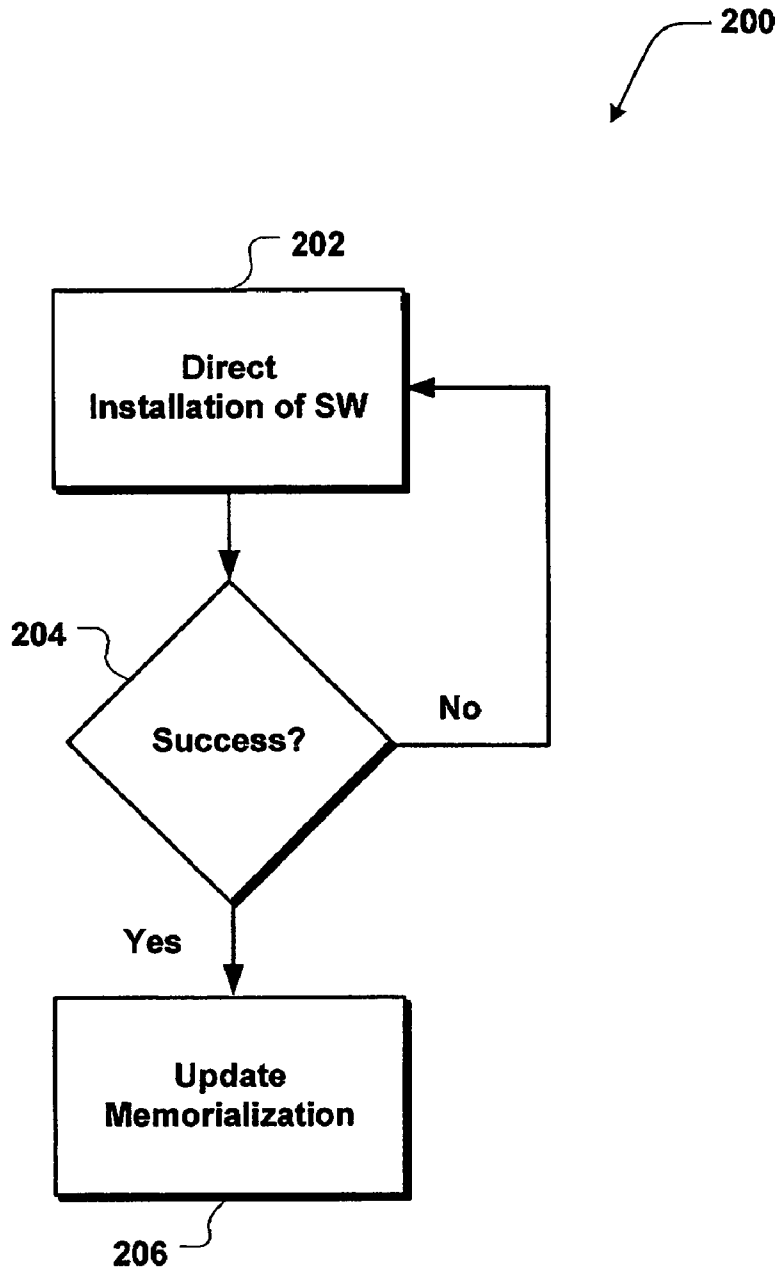 200
202
Direct
Installation of SW
204
Success?
No
Yes
Update
Memorialization
206